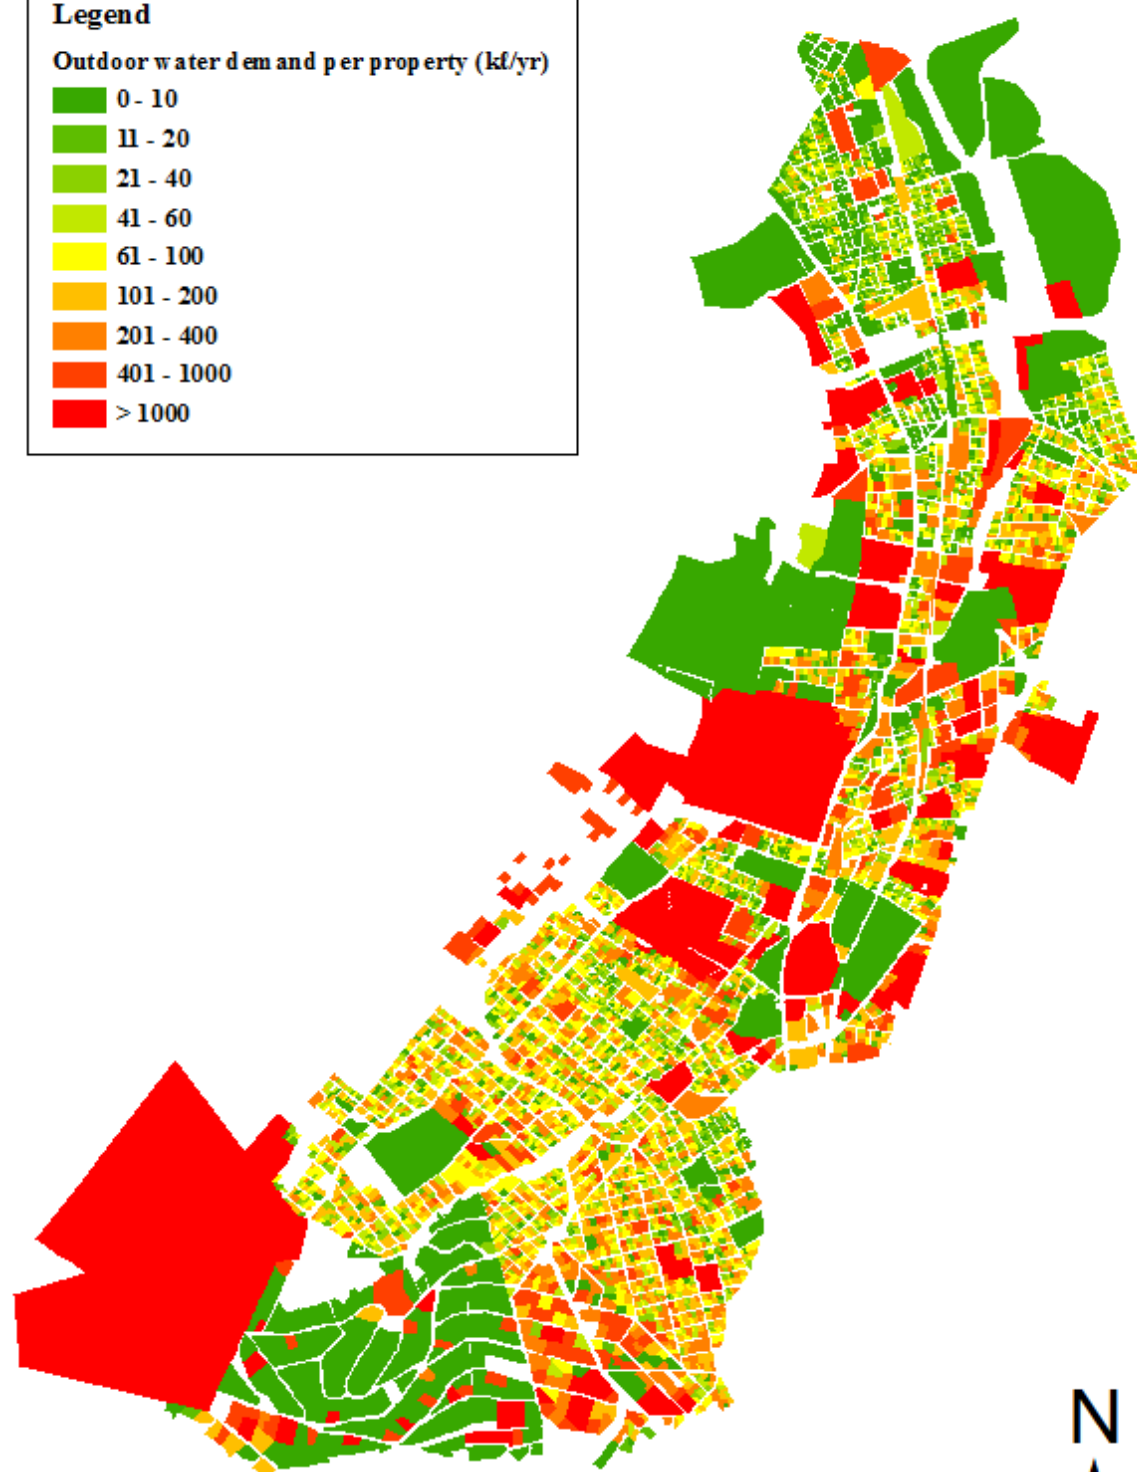 Legend
Outdoor water demand per property (kℓ/yr)
0 - 10
11 - 20
21 - 40
41 - 60
61 - 100
101 - 200
201 - 400
401 - 1000
> 1000
N